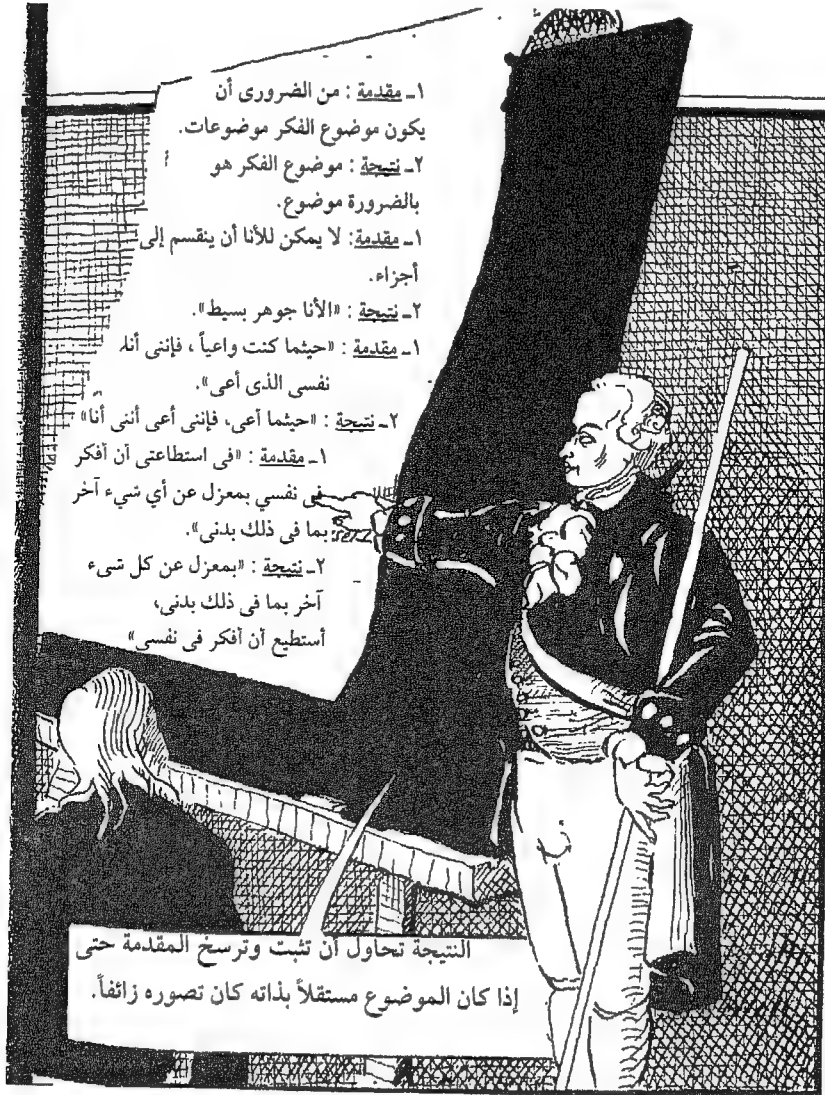 ١ـ مقدمة : من الضرورى أن
يكون موضوع الفكر موضوعات.
٢ـ نتيجة : موضوع الفكر هو
بالضرورة موضوع.
١ـ مقدمة : لا يمكن للأنا أن ينقسم إلى
أجزاء.
٢ـ نتيجة : «الأنا جوهر بسيط».
١ـ مقدمة : «حيثما كنت واعياً ، فإننى أنا
نفسى الذى أعى».
٢ـ نتيجة : «حيثما أعى، فإننى أعى أننى أنا»
١ـ مقدمة : «فى استطاعتى أن أفكر
فى نفسي بمعزل عن أي شيء آخر
بما فى ذلك بدنى».
٢ـ نتيجة : «بمعزل عن كل شىء
آخر بما فى ذلك بدنى،
أستطيع أن أفكر فى نفسى»
النتيجة تحاول أن تثبت وترسخ المقدمة حتى
إذا كان الموضوع مستقلاً بذاته كان تصوره زائفاً.